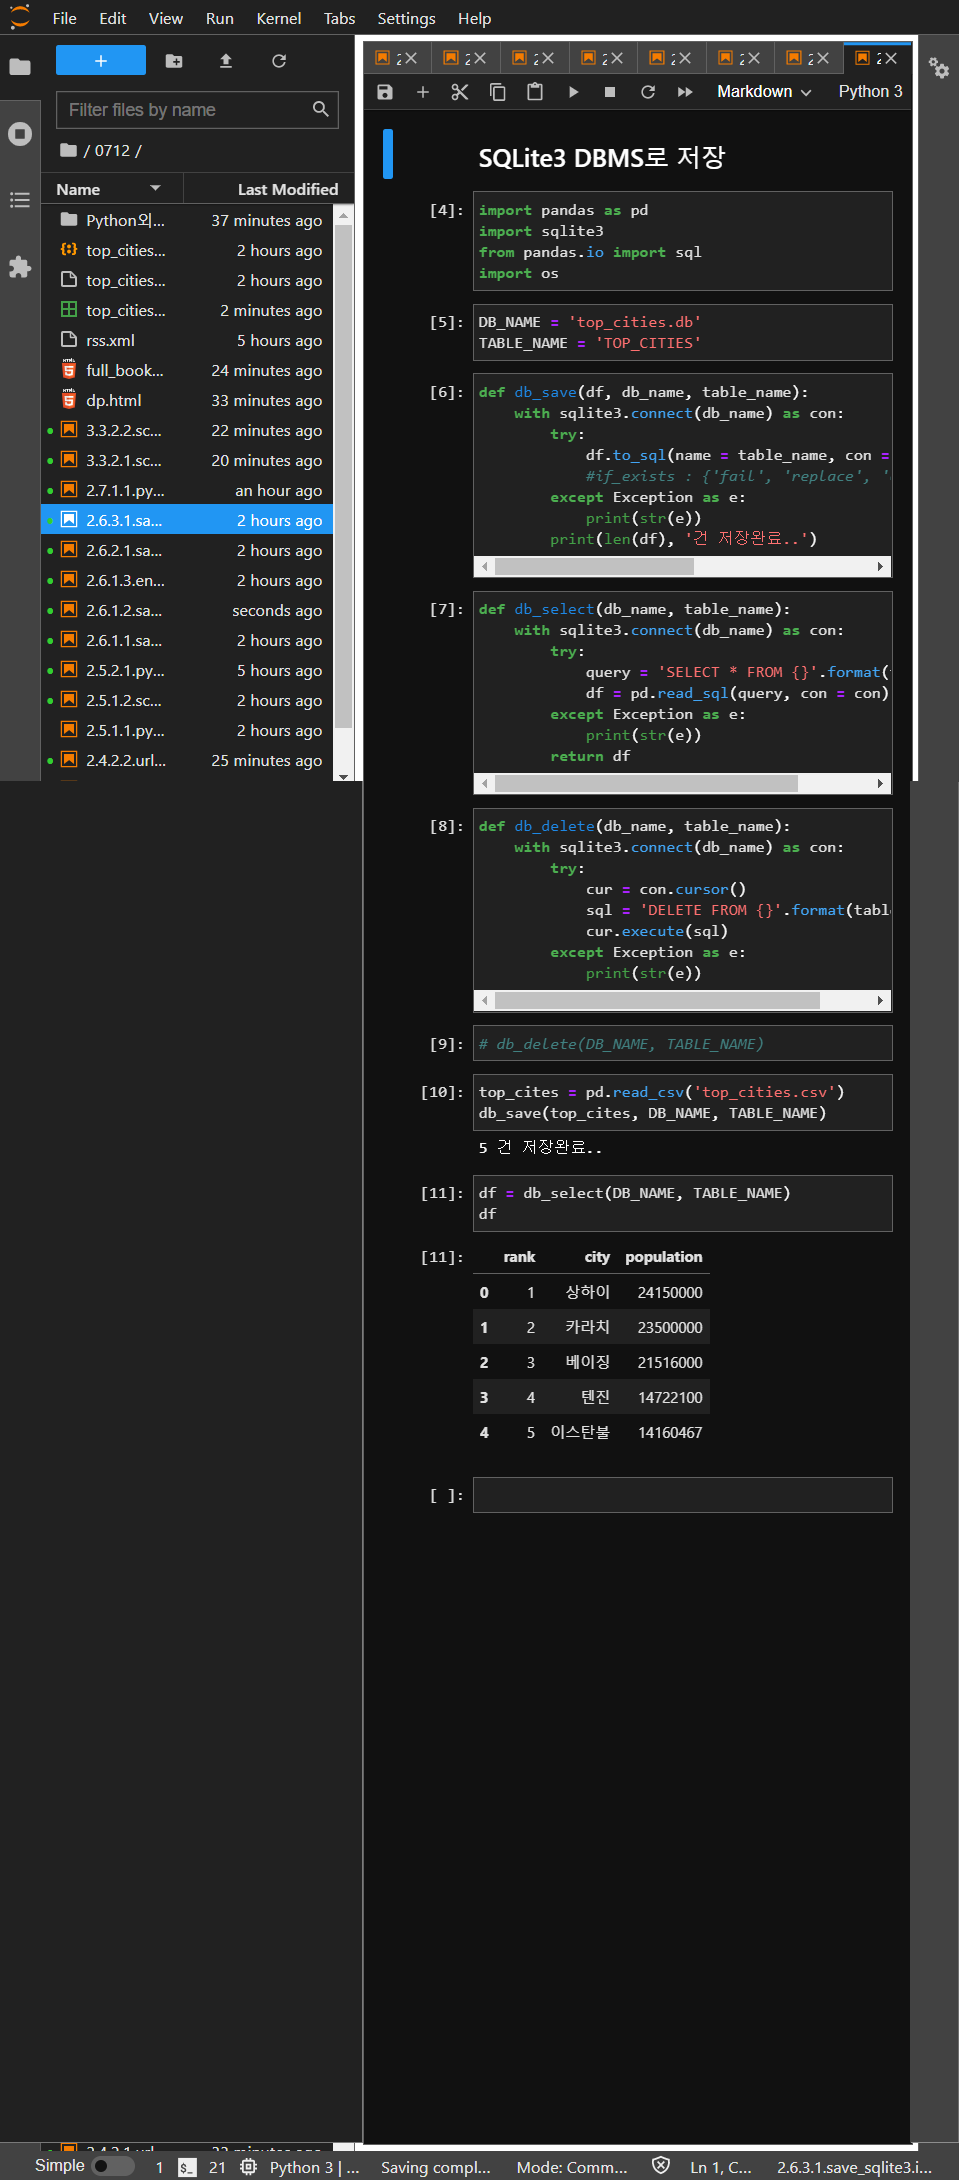 File Edit View Run Kernel Tabs Settings Help
Filter files by name
/ 0712 /
Name Last Modified
Python외... 37 minutes ago
top_cities... 2 hours ago
top_cities... 2 hours ago
top_cities... 2 minutes ago
rss.xml 5 hours ago
full_book... 24 minutes ago
dp.html 33 minutes ago
3.3.2.2.sc... 22 minutes ago
3.3.2.1.sc... 20 minutes ago
2.7.1.1.py... an hour ago
2.6.3.1.sa... 2 hours ago
2.6.2.1.sa... 2 hours ago
2.6.1.3.en... 2 hours ago
2.6.1.2.sa... seconds ago
2.6.1.1.sa... 2 hours ago
2.5.2.1.py... 5 hours ago
2.5.1.2.sc... 2 hours ago
2.5.1.1.py... 2 hours ago
2.4.2.2.url... 25 minutes ago
Markdown Python 3
SQLite3 DBMS로 저장
[4]: import pandas as pd
import sqlite3
from pandas.io import sql
import os
[5]: DB_NAME = 'top_cities.db'
TABLE_NAME = 'TOP_CITIES'
[6]: def db_save(df, db_name, table_name):
with sqlite3.connect(db_name) as con:
try:
df.to_sql(name = table_name, con =
#if_exists : {'fail', 'replace', '
except Exception as e:
print(str(e))
print(len(df), '건 저장완료..')
[7]: def db_select(db_name, table_name):
with sqlite3.connect(db_name) as con:
try:
query = 'SELECT * FROM {}'.format(
df = pd.read_sql(query, con = con)
except Exception as e:
print(str(e))
return df
[8]: def db_delete(db_name, table_name):
with sqlite3.connect(db_name) as con:
try:
cur = con.cursor()
sql = 'DELETE FROM {}'.format(tabl
cur.execute(sql)
except Exception as e:
print(str(e))
[9]: # db_delete(DB_NAME, TABLE_NAME)
[10]: top_cites = pd.read_csv('top_cities.csv')
db_save(top_cites, DB_NAME, TABLE_NAME)
5 건 저장완료..
[11]: df = db_select(DB_NAME, TABLE_NAME)
df
[11]: rank city population
0 1 상하이 24150000
1 2 카라치 23500000
2 3 베이징 21516000
3 4 텐진 14722100
4 5 이스탄불 14160467
[ ]:
Simple 1 $_ 21 Python 3 | ... Saving compl... Mode: Comm... Ln 1, C... 2.6.3.1.save_sqlite3.i...